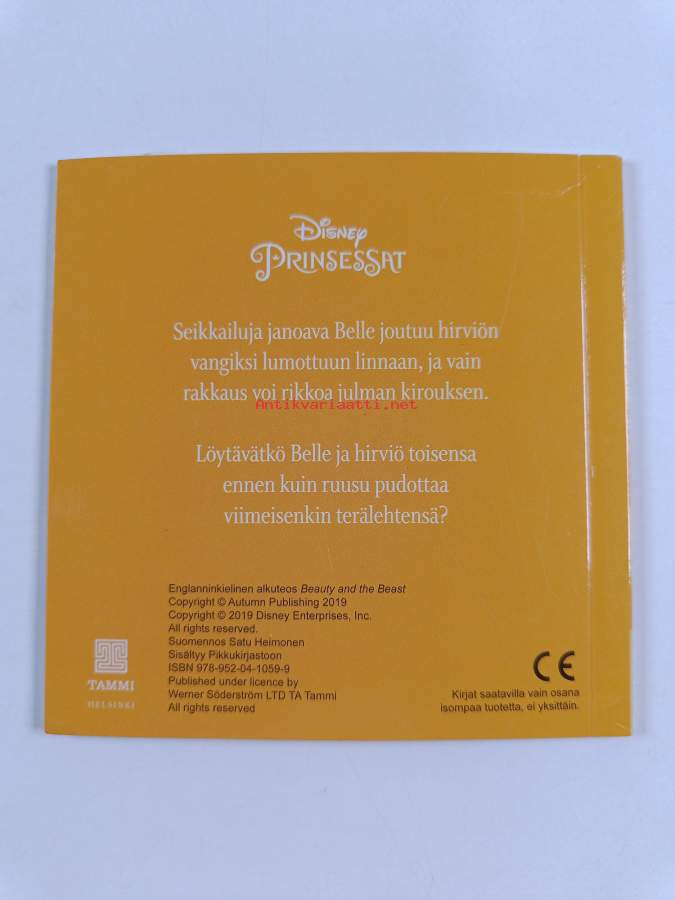 Disney
PRINSESSAT
Seikkailuja janoava Belle joutuu hirviön
vangiksi lumottuun linnaan, ja vain
rakkaus voi rikkoa julman kirouksen.
Antikvariaatti.net
Löytävätkö Belle ja hirviö toisensa
ennen kuin ruusu pudottaa
viimeisenkin terälehtensä?
Englanninkielinen alkuteos Beauty and the Beast
Copyright © Autumn Publishing 2019
Copyright © 2019 Disney Enterprises, Inc.
All rights reserved.
Suomennos Satu Heimonen
Sisältyy Pikkukirjastoon
ISBN 978-952-04-1059-9
Published under licence by
Werner Söderström LTD TA Tammi
All rights reserved
TAMMI
HELSINKI
CE
Kirjat saatavilla vain osana
isompaa tuotetta, ei yksittäin.